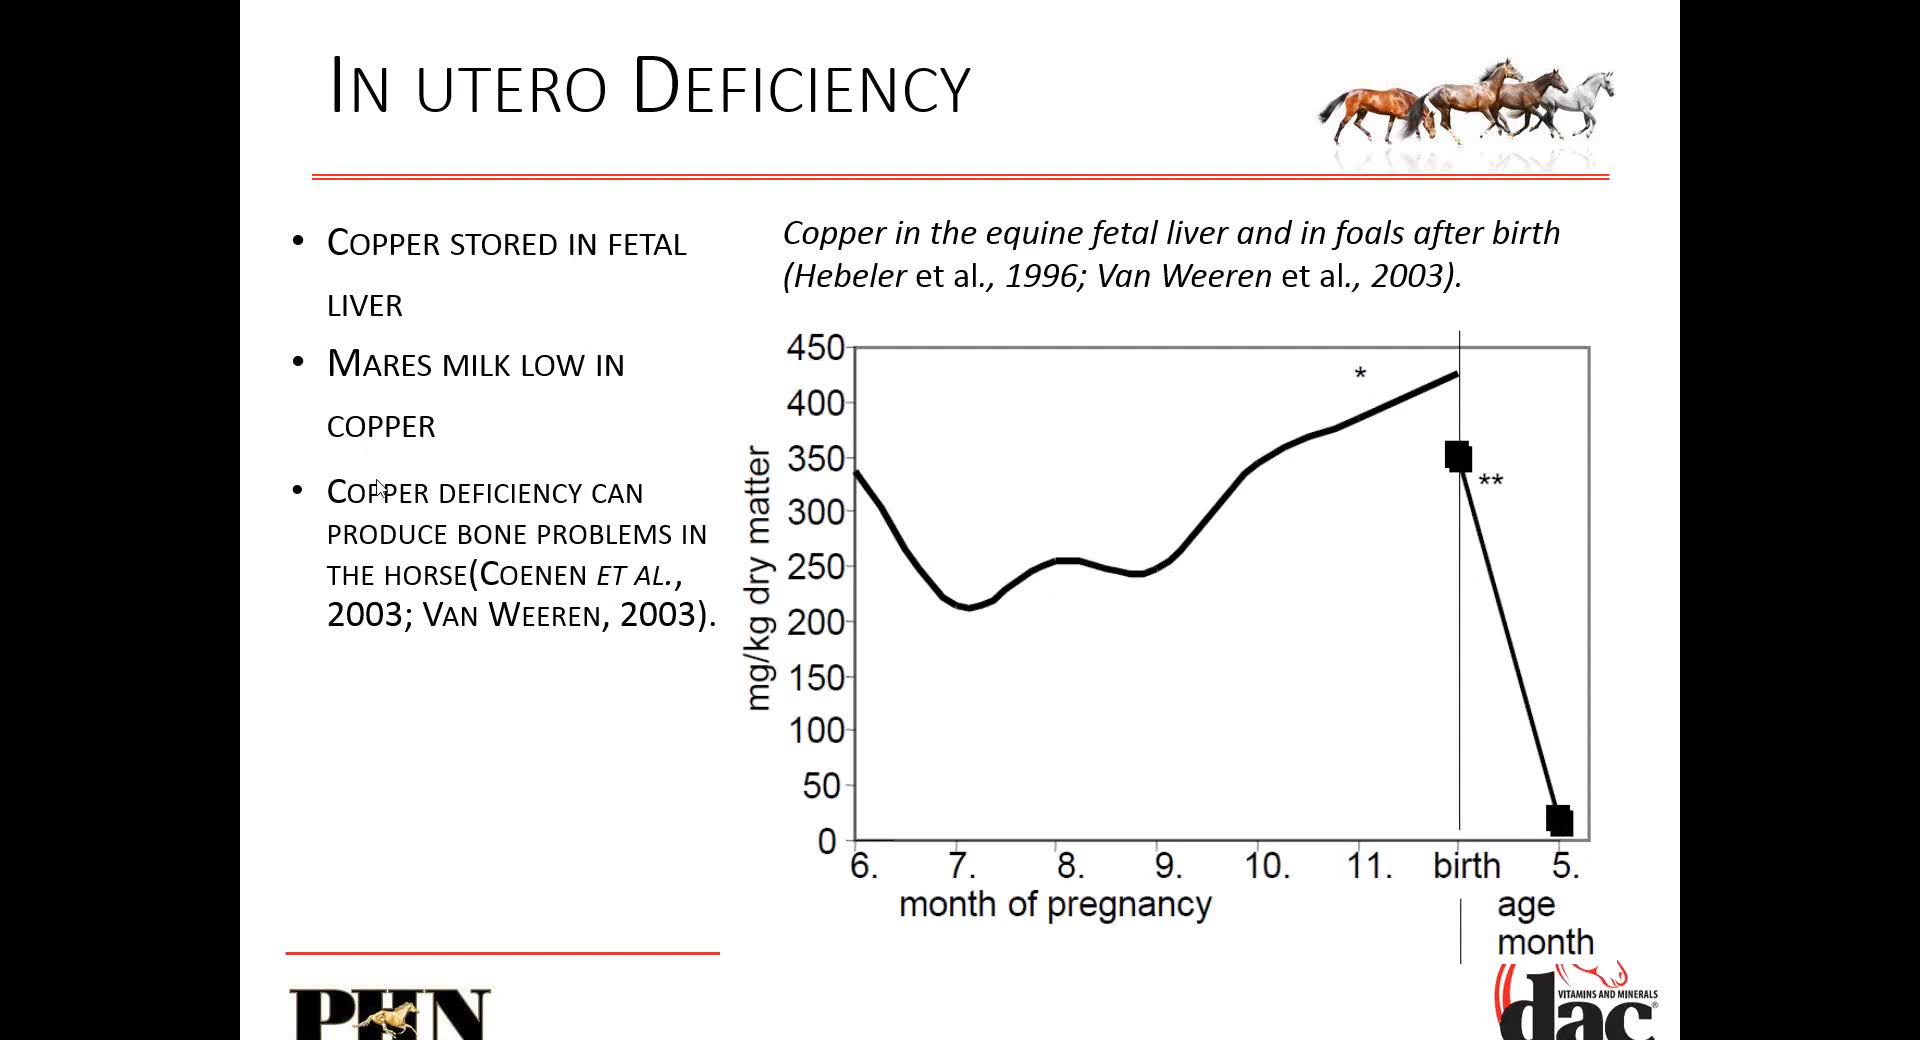 IN UTERO DEFICIENCY
• COPPER STORED IN FETAL
LIVER
• MARES MILK LOW IN
COPPER
• COPPER DEFICIENCY CAN
PRODUCE BONE PROBLEMS IN
THE HORSE(COENEN ET AL.,
2003; VAN WEEREN, 2003).
Copper in the equine fetal liver and in foals after birth
(Hebeler et al., 1996; Van Weeren et al., 2003).
mg/kg dry matter
450
400
350
300
250
200
150
100
50
0
*
**
6. 7. 8. 9. 10. 11. birth 5.
month of pregnancy
age
month
PHN
VITAMINS AND MINERALS
dac®